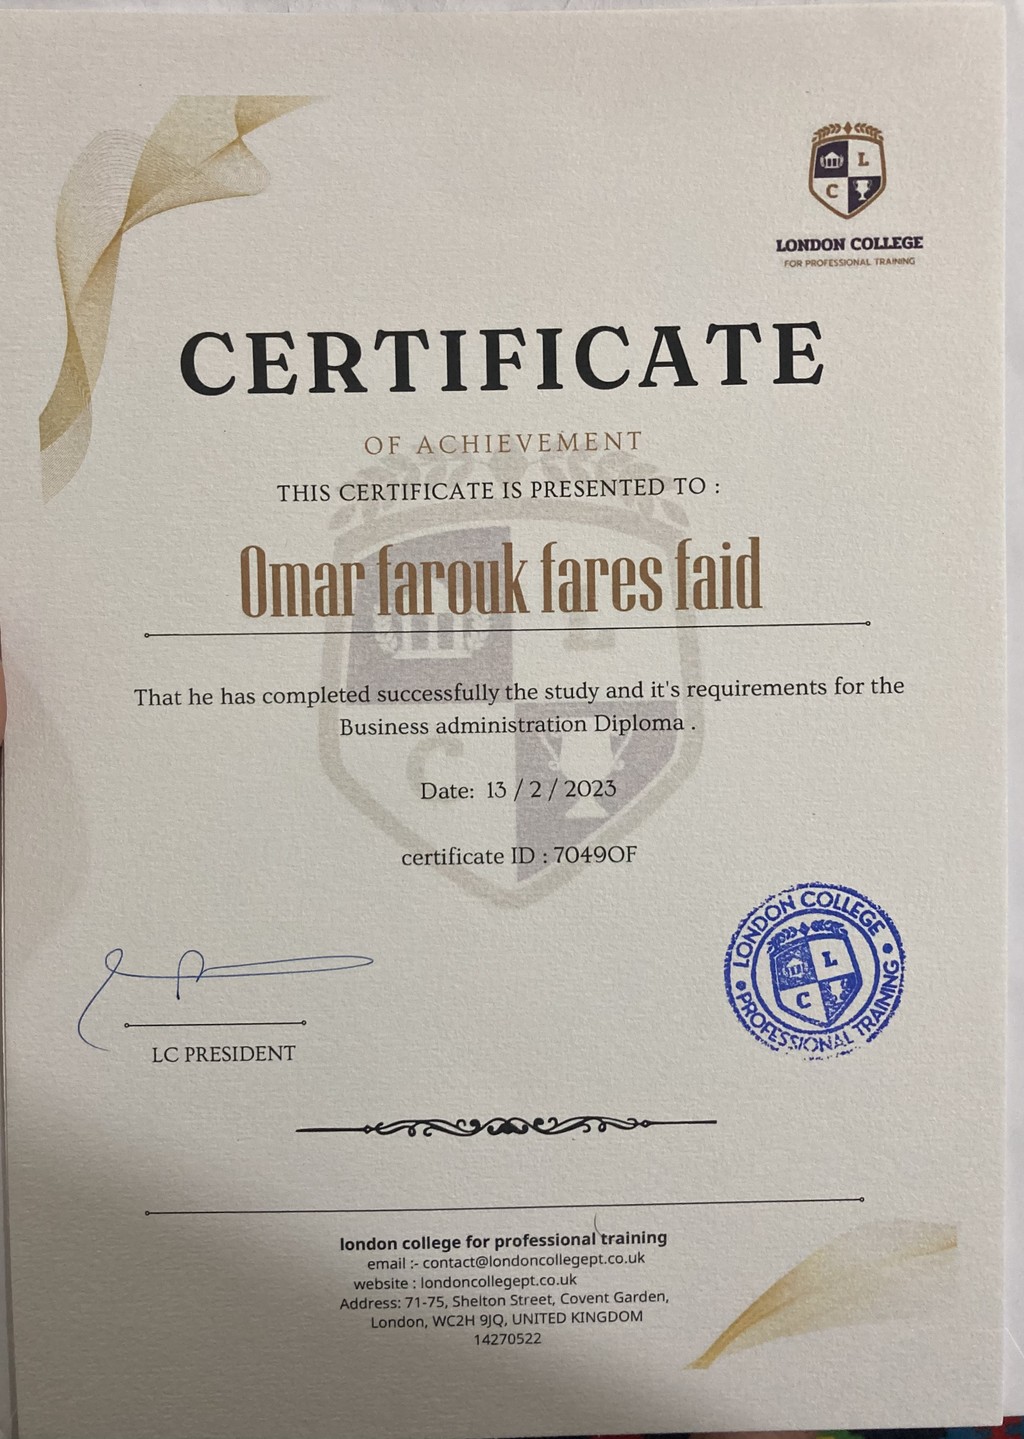 L
C
LONDON COLLEGE
FOR PROFESSIONAL TRAINING
CERTIFICATE
OF ACHIEVEMENT
THIS CERTIFICATE IS PRESENTED TO :
Omar farouk fares faid
That he has completed successfully the study and it's requirements for the
Business administration Diploma .
Date: 13 / 2 / 2023
certificate ID : 7049OF
LC PRESIDENT
LONDON COLLEGE
L
C
PROFESSIONAL TRAINING
london college for professional training
email :- contact@londoncollegept.co.uk
website : londoncollegept.co.uk
Address: 71-75, Shelton Street, Covent Garden,
London, WC2H 9JQ, UNITED KINGDOM
14270522